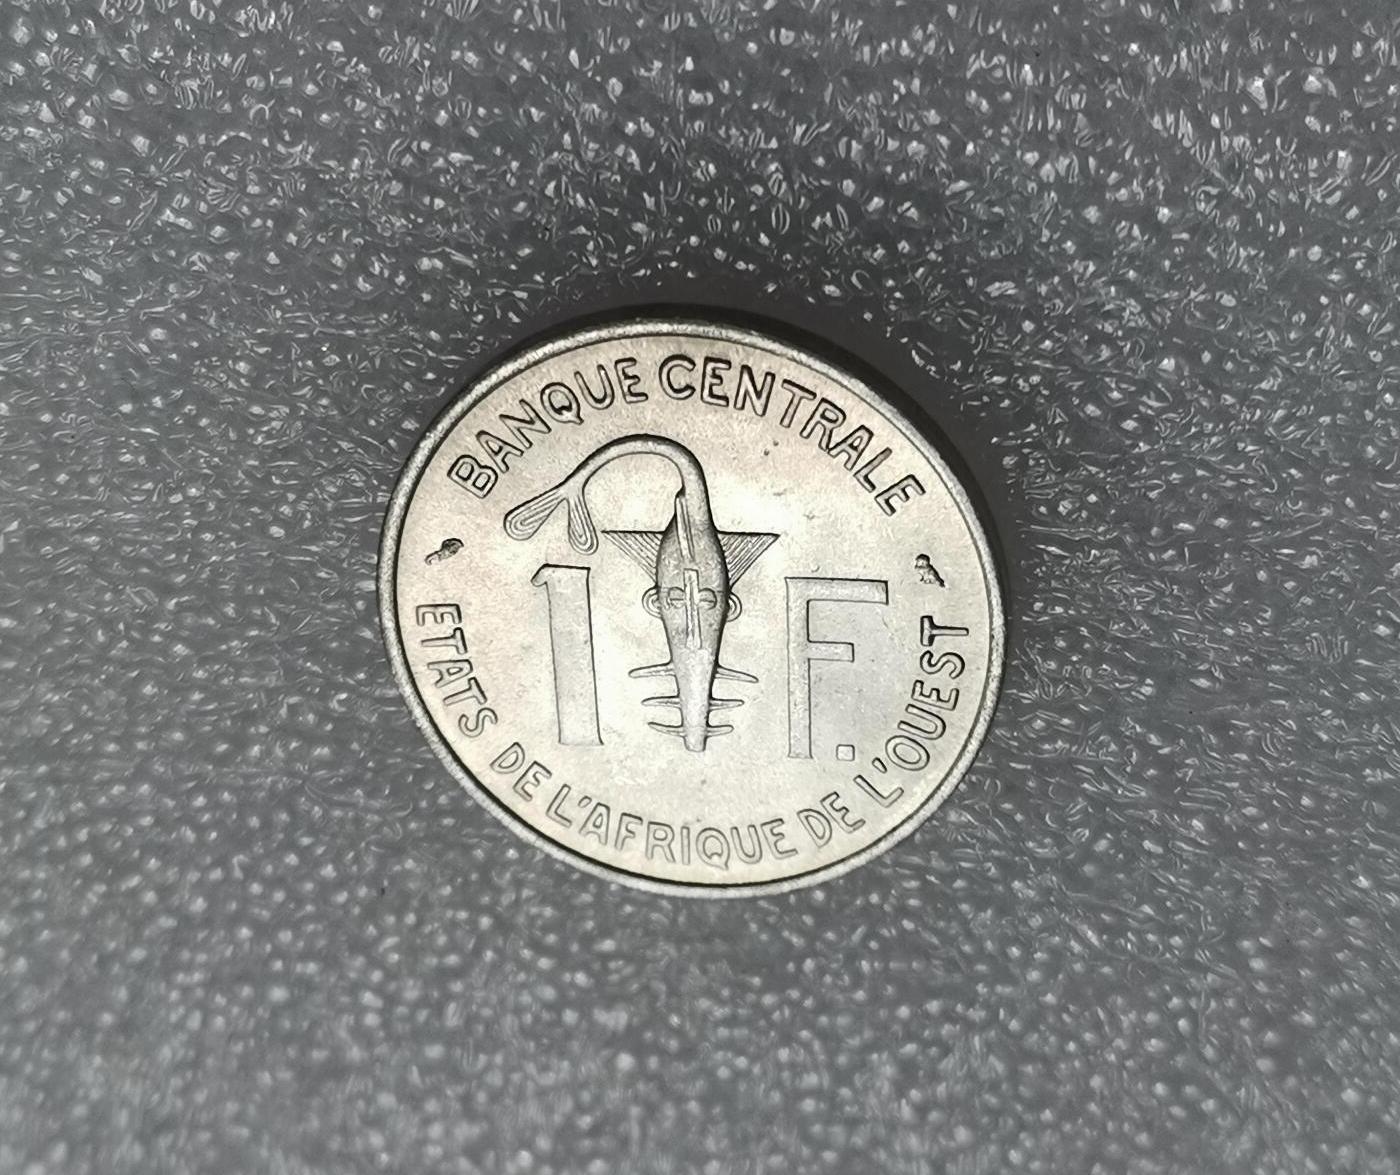 BANQUE CENTRALE
1 F.
ETATS DE L'AFRIQUE DE L'OUEST